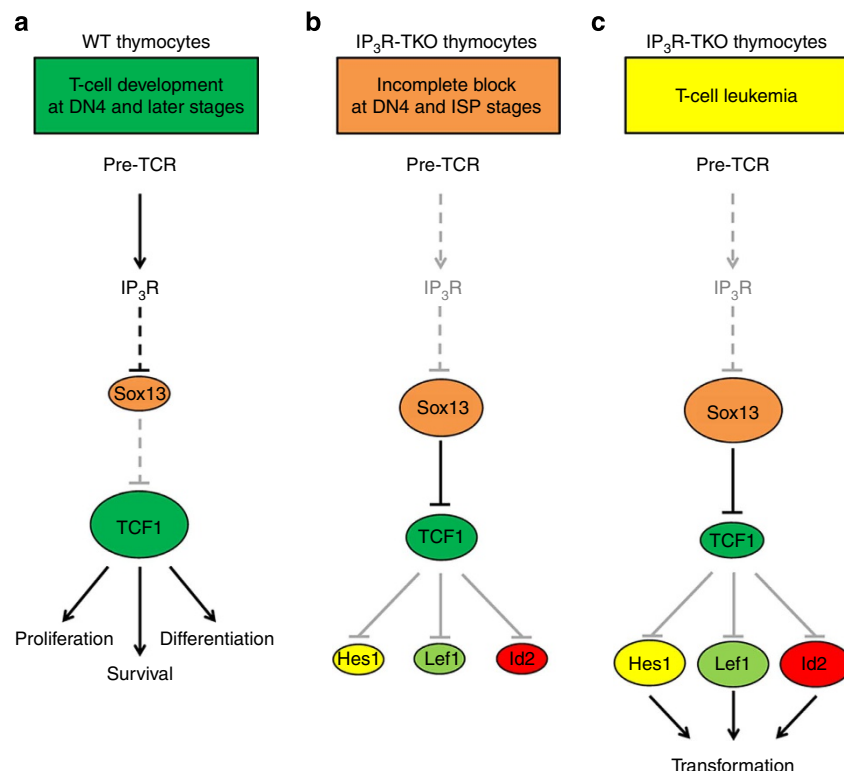 a
WT thymocytes
T-cell development
at DN4 and later stages
Pre-TCR
IP3R
Sox13
TCF1
Proliferation
Differentiation
Survival
b
IP3R-TKO thymocytes
Incomplete block
at DN4 and ISP stages
Pre-TCR
IP3R
Sox13
TCF1
Hes1
Lef1
Id2
c
IP3R-TKO thymocytes
T-cell leukemia
Pre-TCR
IP3R
Sox13
TCF1
Hes1
Lef1
Id2
Transformation